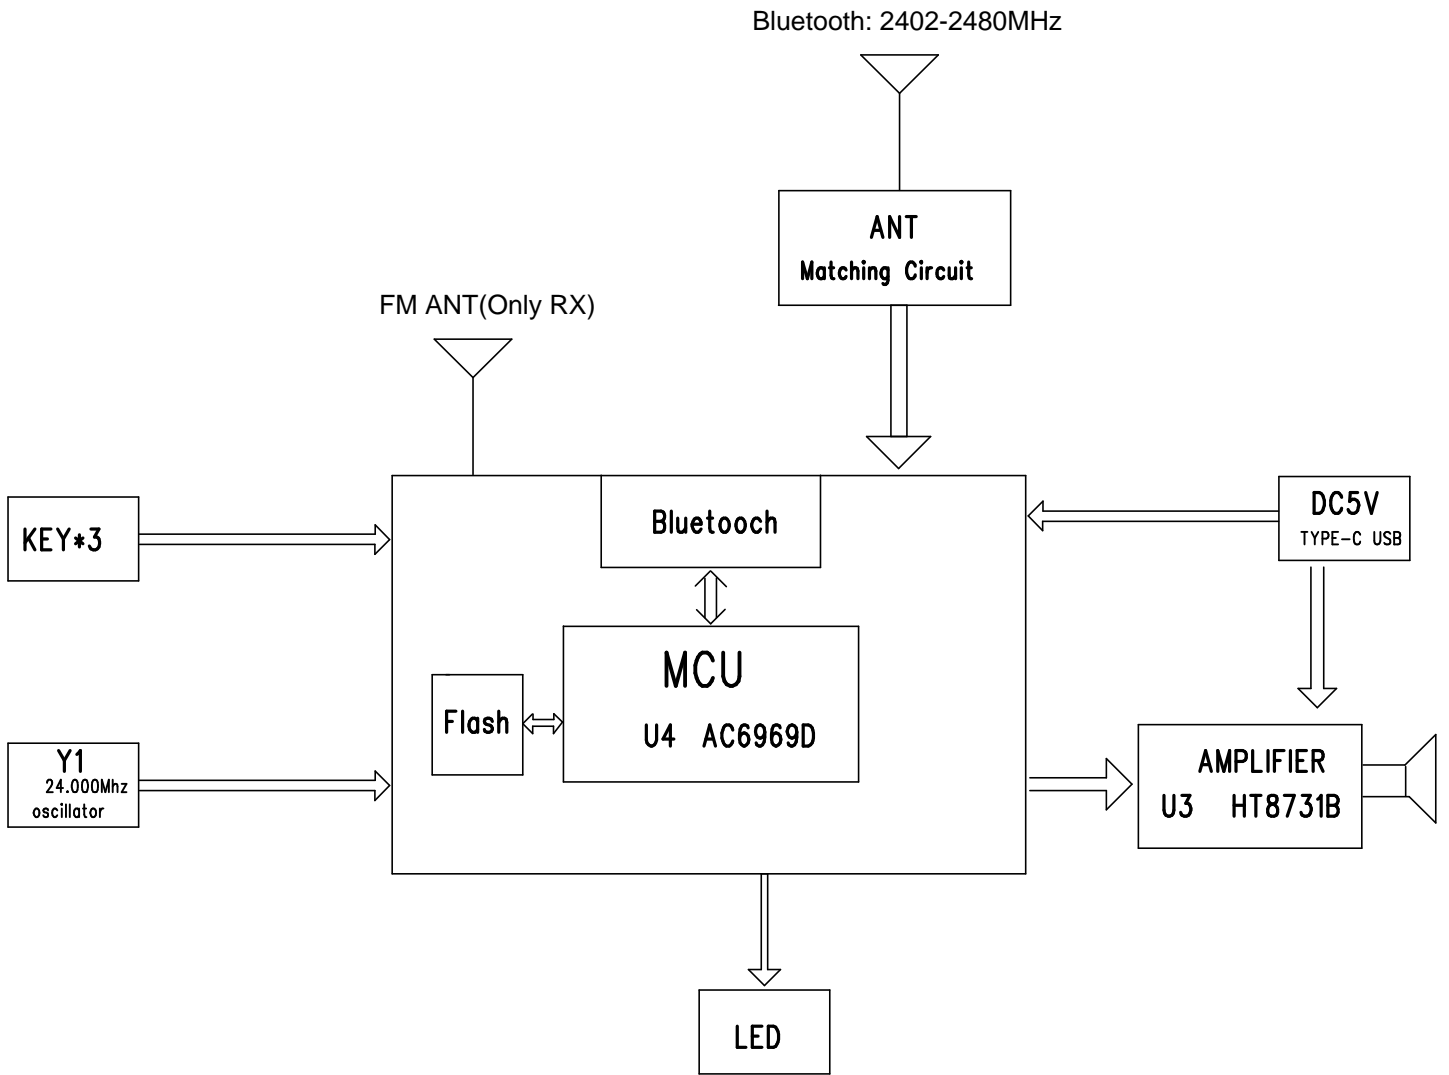 Bluetooth: 2402-2480MHz
ANT
Matching Circuit
FM ANT(Only RX)
KEY*3
Bluetooch
DC5V
TYPE-C USB
MCU
U4 AC6969D
Flash
Y1
24.000Mhz
oscillator
AMPLIFIER
U3 HT8731B
LED